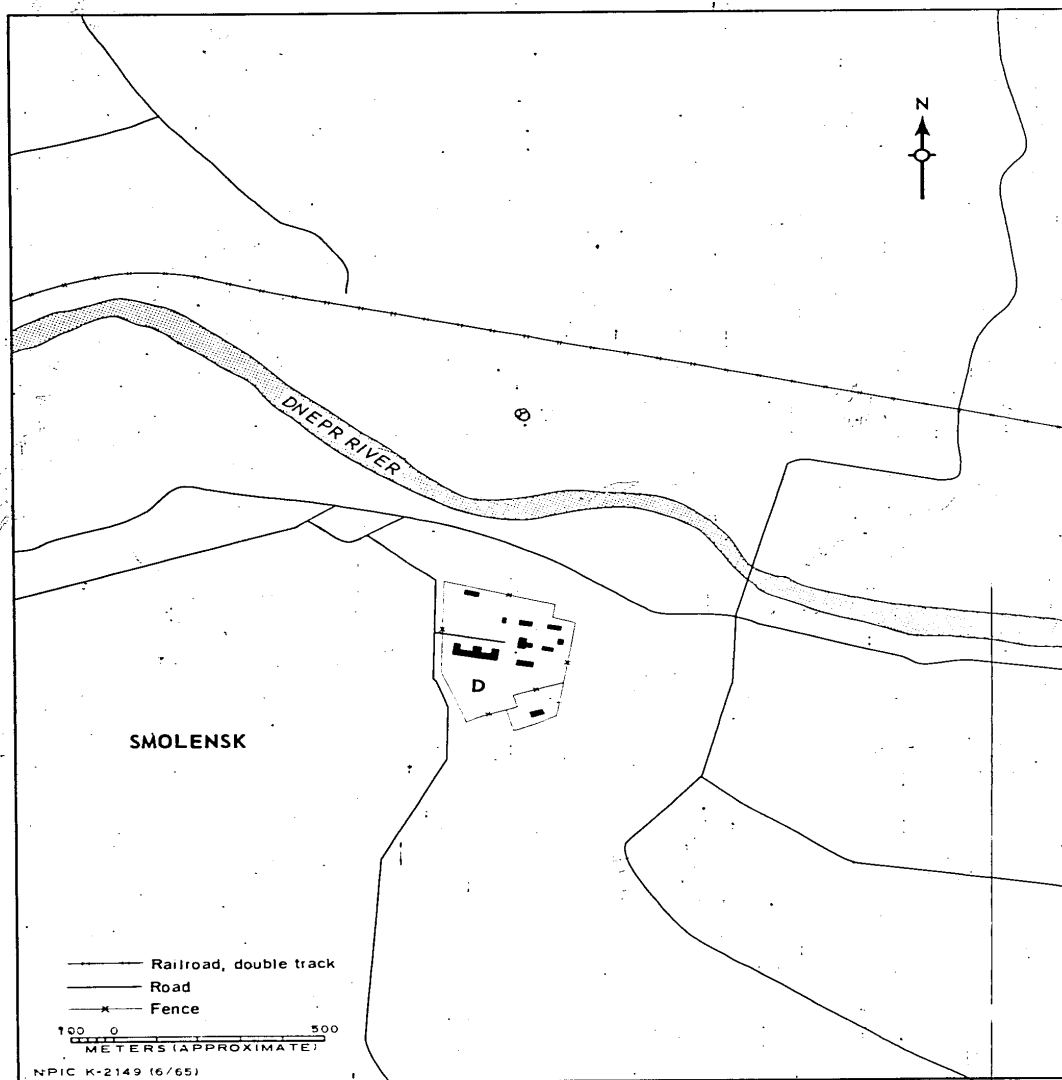 N
DNEPR RIVER
D
SMOLENSK
Railroad, double track
Road
Fence
100 0 500
METERS (APPROXIMATE)
NPIC K-2149 (6/65)